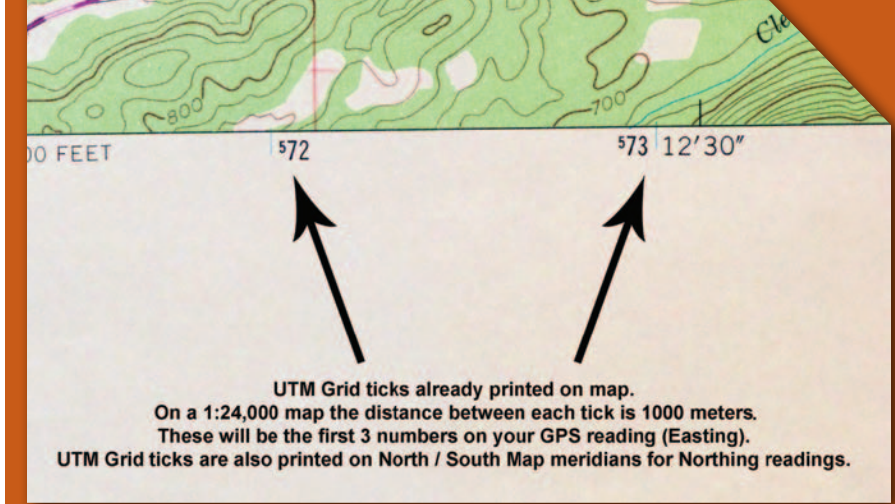 Cle
800
700
00 FEET
⁵72
⁵73
12'30"
UTM Grid ticks already printed on map.
On a 1:24,000 map the distance between each tick is 1000 meters.
These will be the first 3 numbers on your GPS reading (Easting).
UTM Grid ticks are also printed on North / South Map meridians for Northing readings.